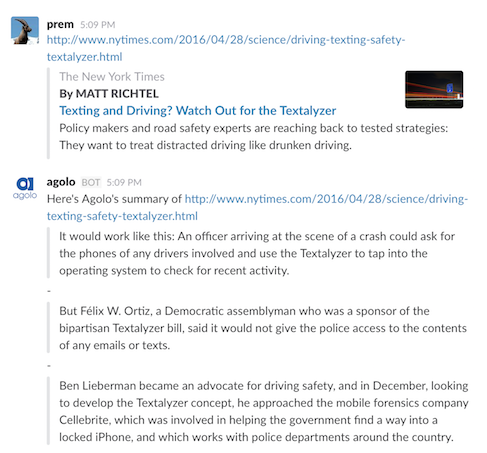 prem 5:09 PM
http://www.nytimes.com/2016/04/28/science/driving-texting-safety-
textalyzer.html
The New York Times
By MATT RICHTEL
Texting and Driving? Watch Out for the Textalyzer
Policy makers and road safety experts are reaching back to tested strategies:
They want to treat distracted driving like drunken driving.
agolo BOT 5:09 PM
agolo
Here's Agolo's summary of http://www.nytimes.com/2016/04/28/science/driving-
texting-safety-textalyzer.html
It would work like this: An officer arriving at the scene of a crash could ask for
the phones of any drivers involved and use the Textalyzer to tap into the
operating system to check for recent activity.
-
But Félix W. Ortiz, a Democratic assemblyman who was a sponsor of the
bipartisan Textalyzer bill, said it would not give the police access to the contents
of any emails or texts.
-
Ben Lieberman became an advocate for driving safety, and in December, looking
to develop the Textalyzer concept, he approached the mobile forensics company
Cellebrite, which was involved in helping the government find a way into a
locked iPhone, and which works with police departments around the country.